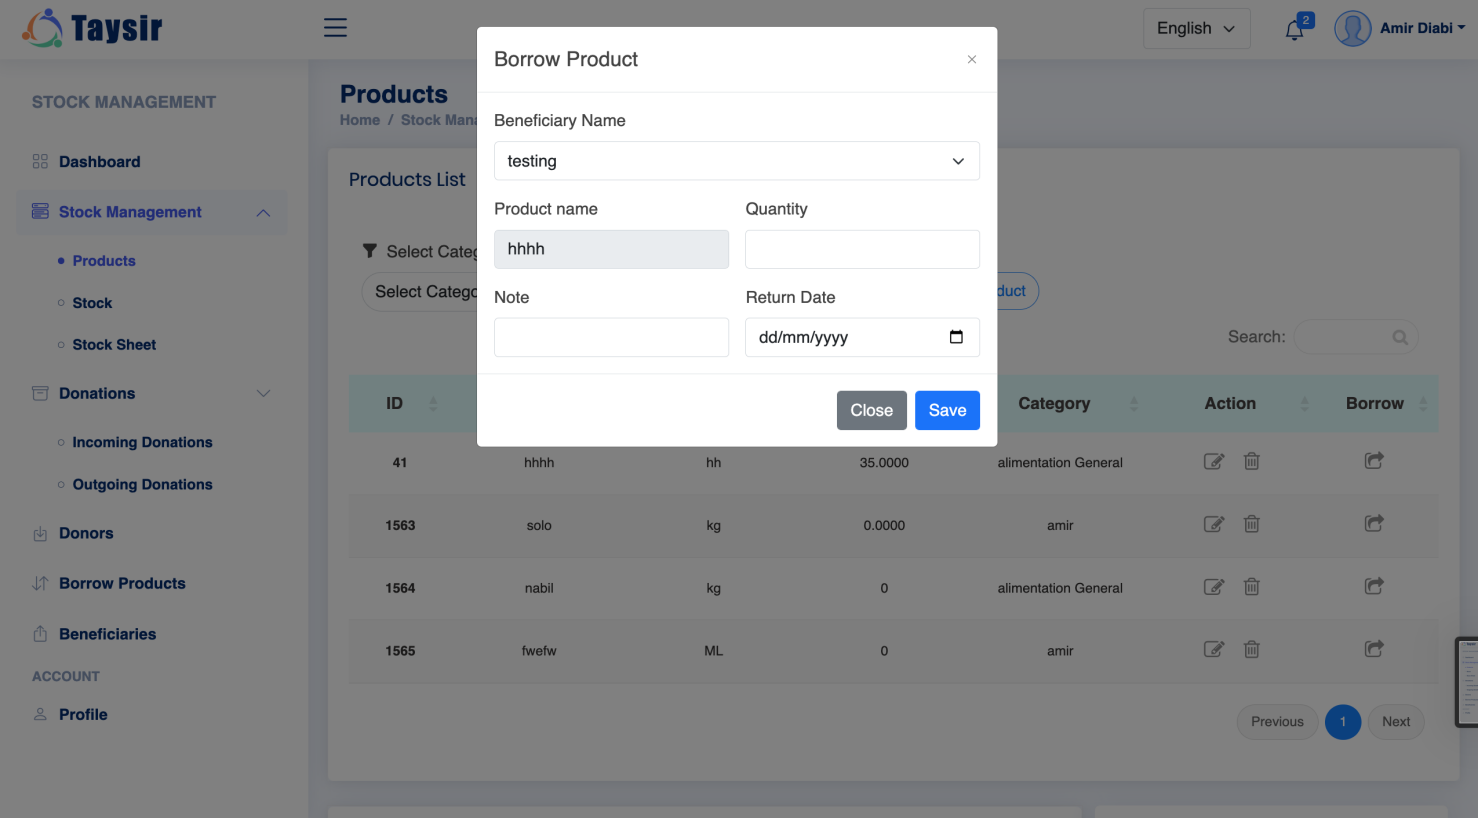 Taysir
English
2
Amir Diabi
STOCK MANAGEMENT
Dashboard
Stock Management
Products
Stock
Stock Sheet
Donations
Incoming Donations
Outgoing Donations
Donors
Borrow Products
Beneficiaries
ACCOUNT
Profile
Products
Home / Stock
Products List
Select
Select
Search:
Borrow Product
×
Beneficiary Name
testing
Product name Quantity
hhhh
Note Return Date
dd/mm/yyyy
Close Save
ID Category Action Borrow
41 hhhh hh 35.0000 alimentation General
1563 solo kg 0.0000 amir
1564 nabil kg 0 alimentation General
1565 fwefw ML 0 amir
Previous 1 Next